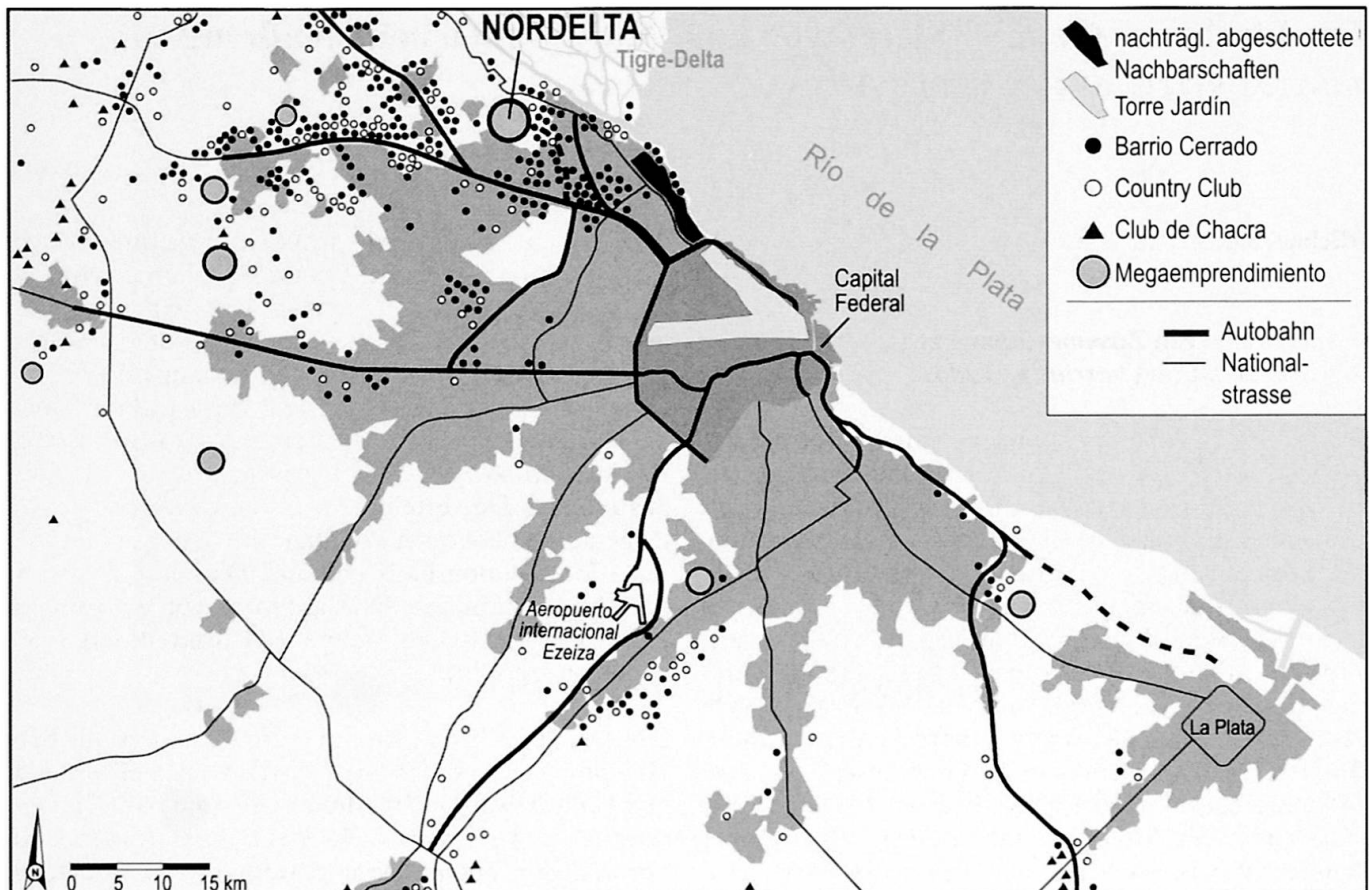 NORDELTA
Tigre-Delta
Río de la Plata
Capital
Federal
Aeropuerto
internacional
Ezeiza
La Plata
nachträgl. abgeschottete
Nachbarschaften
Torre Jardín
Barrio Cerrado
Country Club
Club de Chacra
Megaemprendimiento
Autobahn
National-
strasse
N
0 5 10 15 km